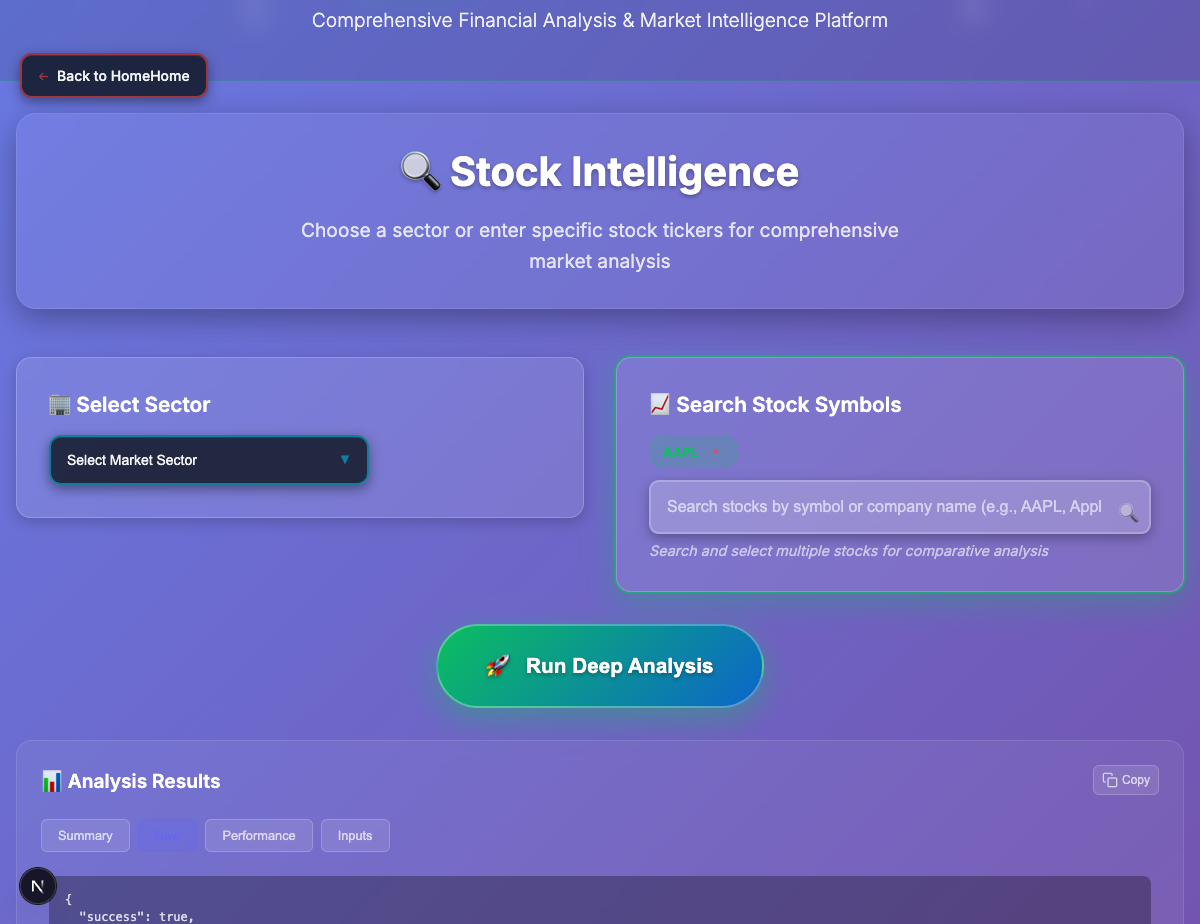 Comprehensive Financial Analysis & Market Intelligence Platform
← Back to HomeHome
Stock Intelligence
Choose a sector or enter specific stock tickers for comprehensive
market analysis
Select Sector
Select Market Sector
Search Stock Symbols
AAPL
Search stocks by symbol or company name (e.g., AAPL, Appl
Search and select multiple stocks for comparative analysis
Run Deep Analysis
Analysis Results
Copy
Summary
Performance
Inputs
N
{
"success": true,